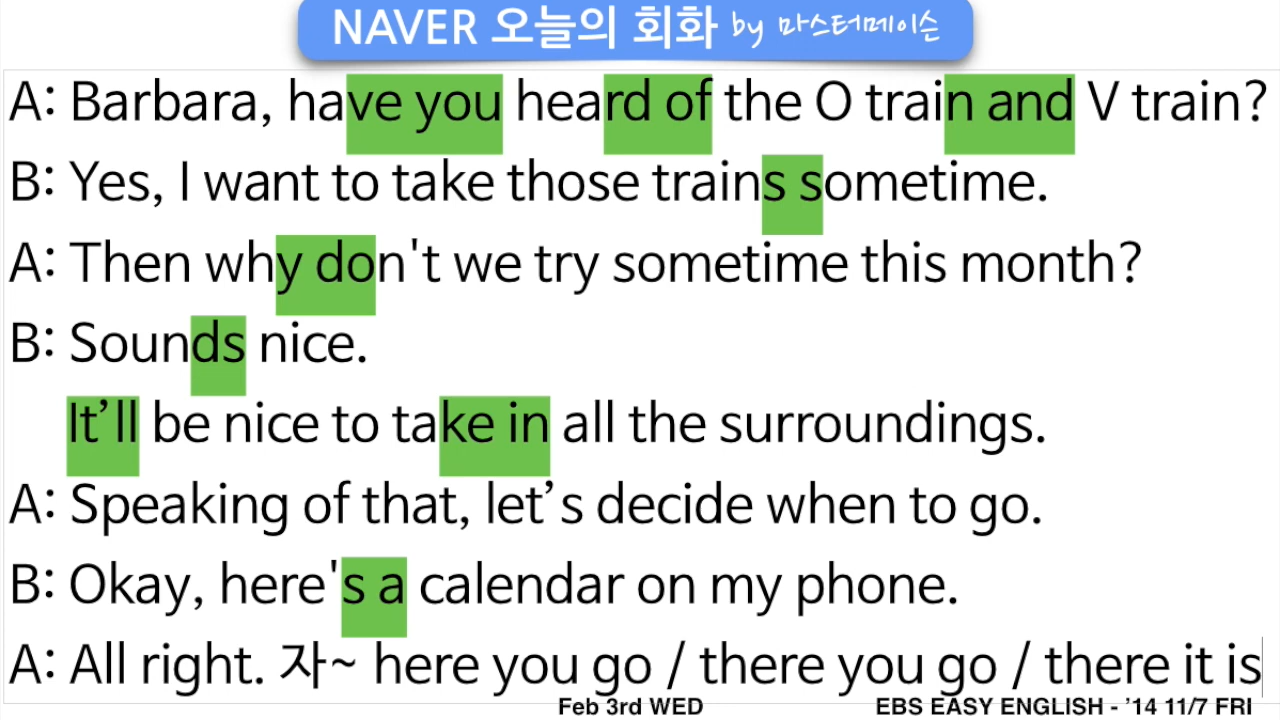 NAVER 오늘의 회화 by 마스터메이슨
A: Barbara, have you heard of the O train and V train?
B: Yes, I want to take those trains sometime.
A: Then why don't we try sometime this month?
B: Sounds nice.
It’ll be nice to take in all the surroundings.
A: Speaking of that, let’s decide when to go.
B: Okay, here's a calendar on my phone.
A: All right. 자~ here you go / there you go / there it is
Feb 3rd WED EBS EASY ENGLISH - ’14 11/7 FRI